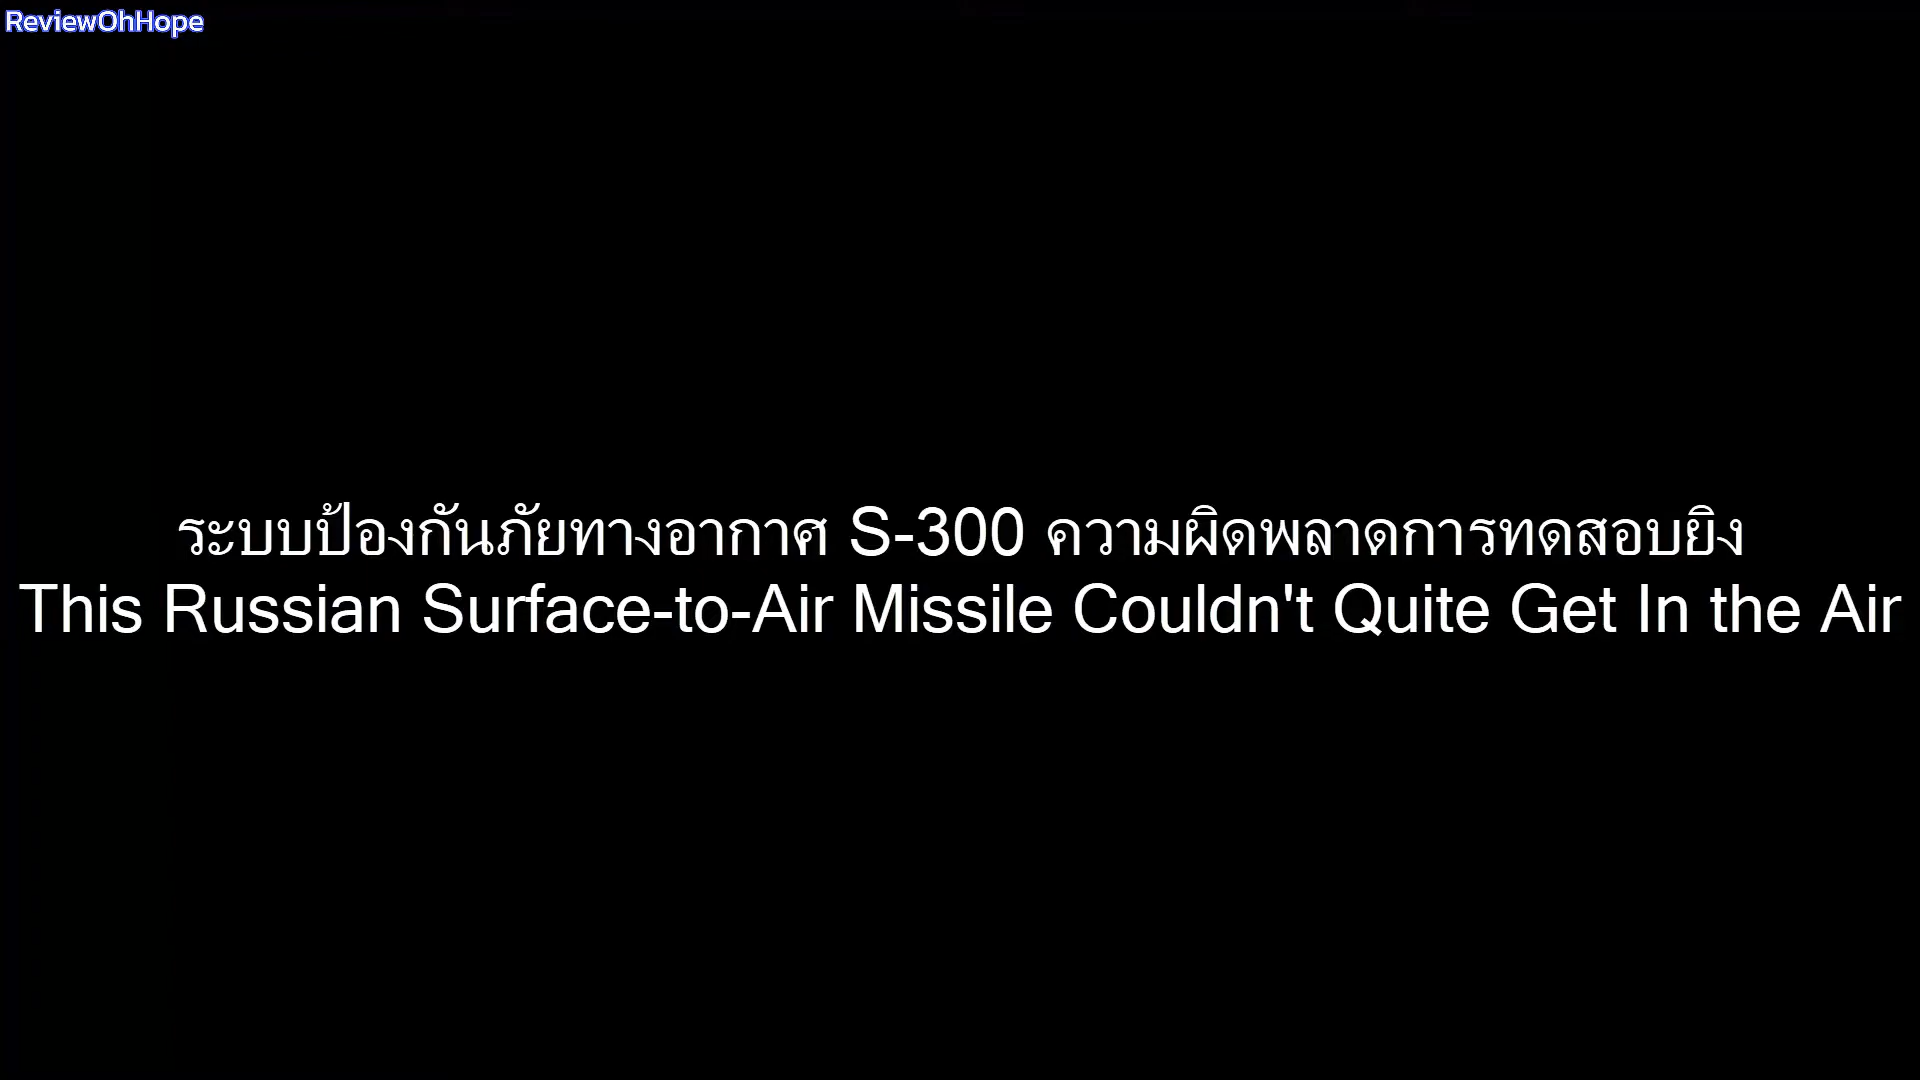 ReviewOhHope
ระบบป้องกันภัยทางอากาศ S-300 ความผิดพลาดการทดสอบยิง
This Russian Surface-to-Air Missile Couldn't Quite Get In the Air